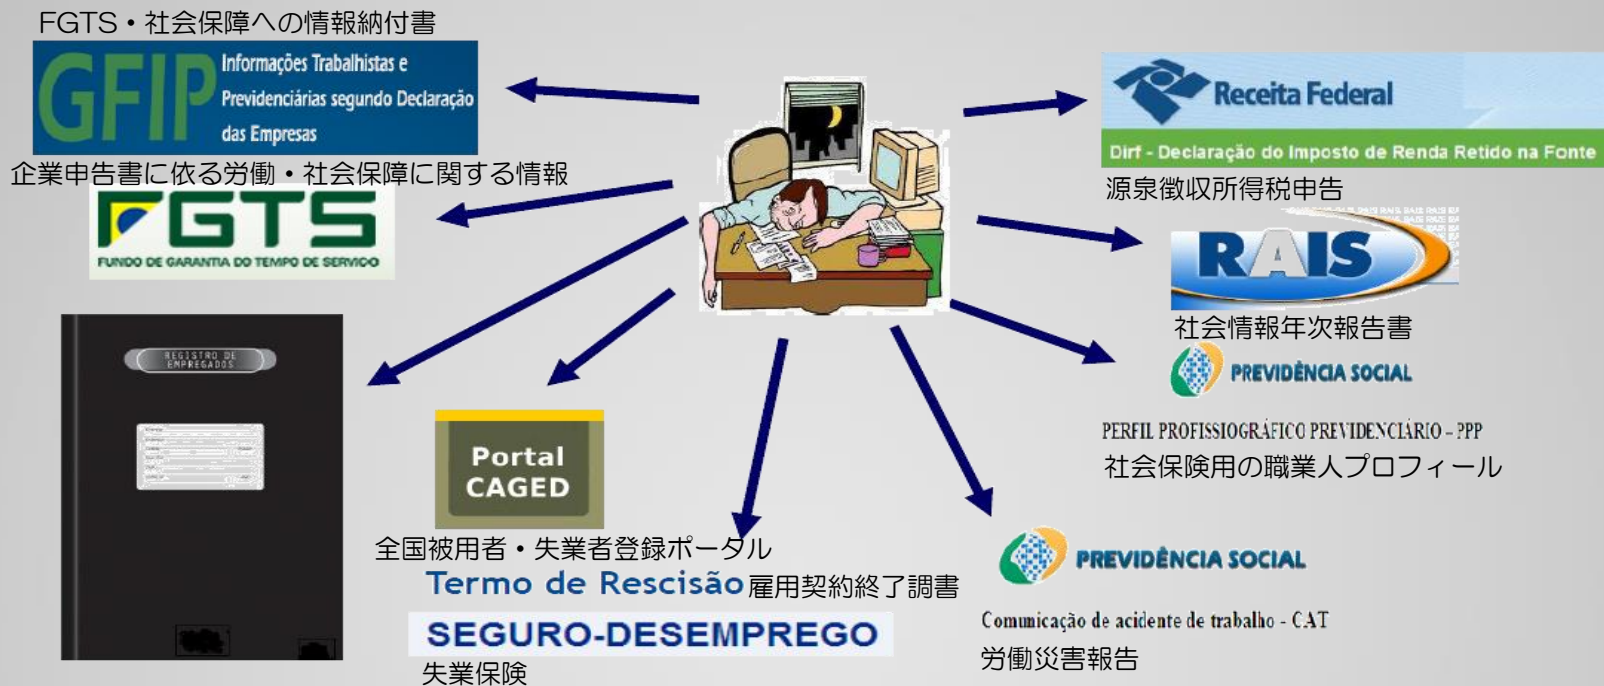 FGTS・社会保障への情報納付書
GFIP
Informações Trabalhistas e
Previdenciárias segundo Declaração
das Empresas
企業申告書に依る労働・社会保障に関する情報
FGTS
FUNDO DE GARANTIA DO TEMPO DE SERVIÇO
REGISTRO DE
EMPREGADOS
Portal
CAGED
全国被用者・失業者登録ポータル
Termo de Rescisão 雇用契約終了調書
SEGURO-DESEMPREGO
失業保険
Receita Federal
Dirf - Declaração do Imposto de Renda Retido na Fonte
源泉徴収所得税申告
RAIS
社会情報年次報告書
PREVIDÊNCIA SOCIAL
PERFIL PROFISSIOGRÁFICO PREVIDENCIÁRIO – PPP
社会保険用の職業人プロフィール
PREVIDÊNCIA SOCIAL
Comunicação de acidente de trabalho - CAT
労働災害報告